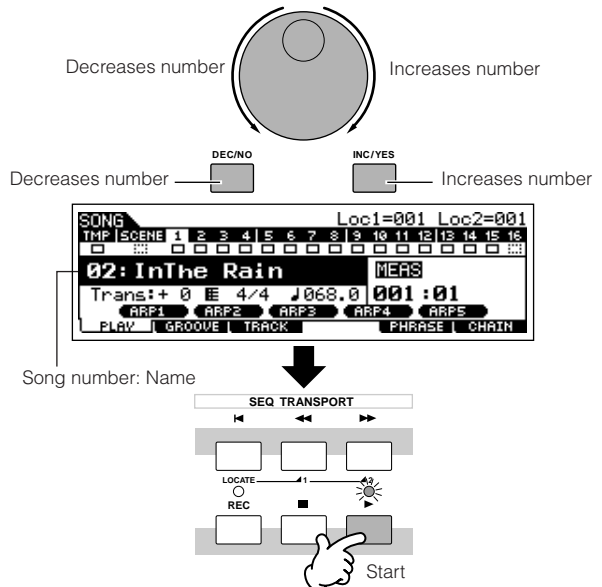 Decreases number
Increases number
DEC/NO
INC/YES
Decreases number
Increases number
SONG Loc1=001 Loc2=001
TMP SCENE 1 2 3 4 5 6 7 8 9 10 11 12 13 14 15 16
02:InThe Rain MEAS
Trans:+ 0 4/4 ♩068.0 001:01
ARP1 ARP2 ARP3 ARP4 ARP5
PLAY GROOVE TRACK PHRASE CHAIN
Song number: Name
SEQ TRANSPORT
LOCATE 1 2
REC
Start